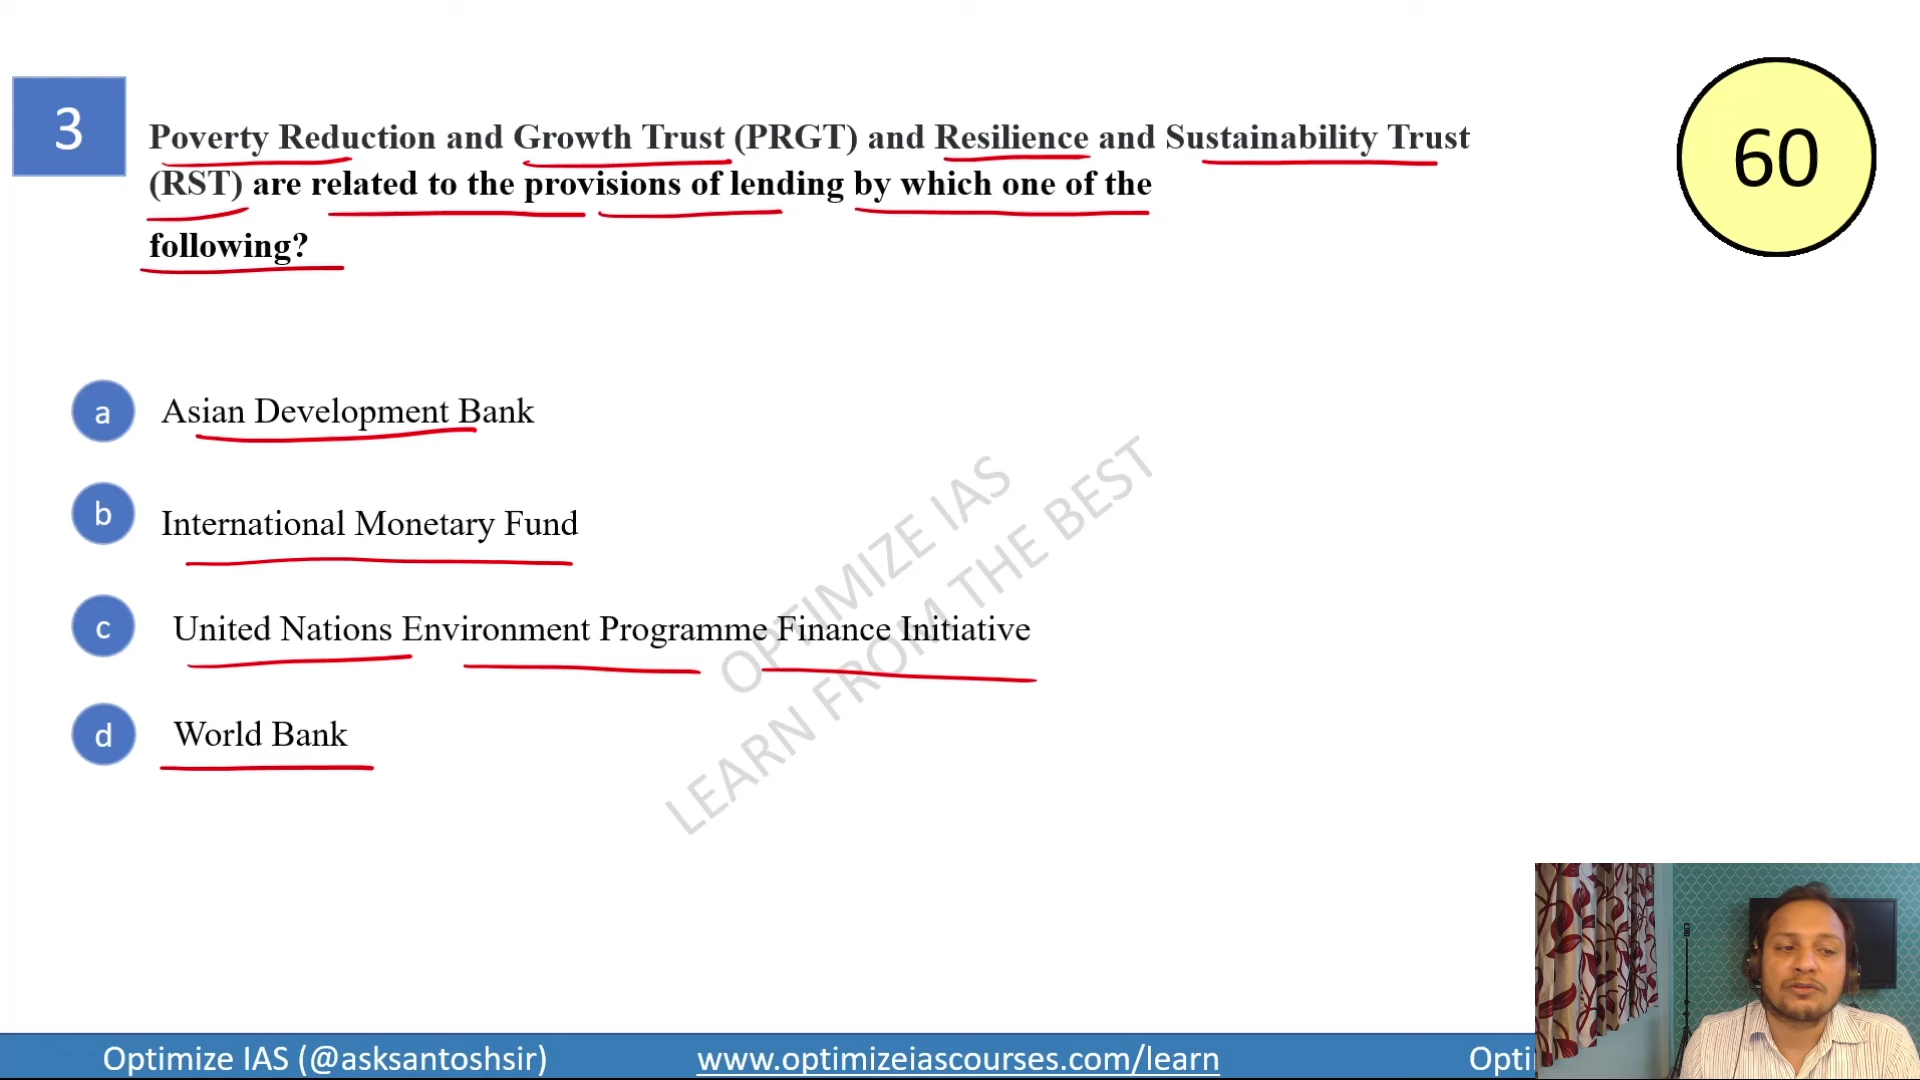 3
Poverty Reduction and Growth Trust (PRGT) and Resilience and Sustainability Trust
(RST) are related to the provisions of lending by which one of the
following?
60
a Asian Development Bank
b International Monetary Fund
c United Nations Environment Programme Finance Initiative
d World Bank
OPTIMIZE IAS
LEARN FROM THE BEST
Optimize IAS (@asksantoshsir) www.optimizeiascourses.com/learn Opti